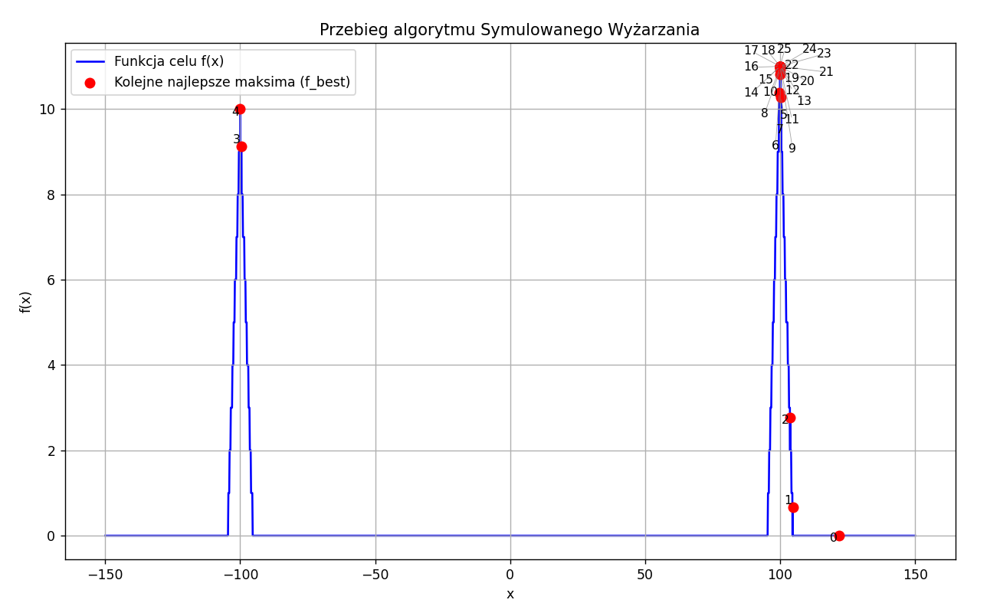 Przebieg algorytmu Symulowanego Wyżarzania
Funkcja celu f(x)
Kolejne najlepsze maksima (f_best)
17 18 25 24 23
16 22 21
15 19 20
14 10 12 13
8 5 11
7
6 9
4
3
2
1
0
f(x)
10
8
6
4
2
0
−150 −100 −50 0 50 100 150
x